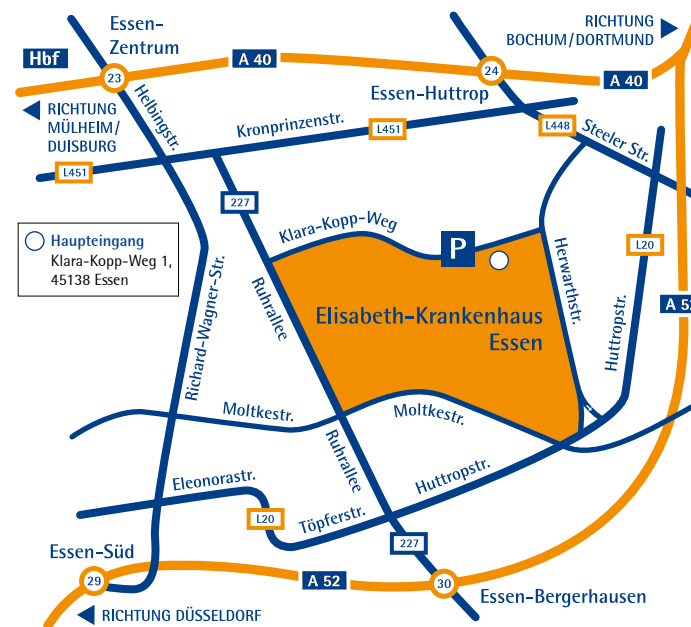 Essen-
Zentrum
RICHTUNG
BOCHUM/DORTMUND
Hbf
A 40
23
24
A 40
RICHTUNG
MÜLHEIM/
DUISBURG
Helbingstr.
Essen-Huttrop
Kronprinzenstr.
L451
L448
Steeler Str.
L451
227
Klara-Kopp-Weg
P
L20
Haupteingang
Klara-Kopp-Weg 1,
45138 Essen
Herwarthstr.
Huttropstr.
Ruhrallee
Richard-Wagner-Str.
Elisabeth-Krankenhaus
Essen
A 52
Moltkestr.
Moltkestr.
Ruhrallee
Eleonorastr.
Huttropstr.
L20
Töpferstr.
227
Essen-Süd
29
A 52
30
Essen-Bergerhausen
RICHTUNG DÜSSELDORF